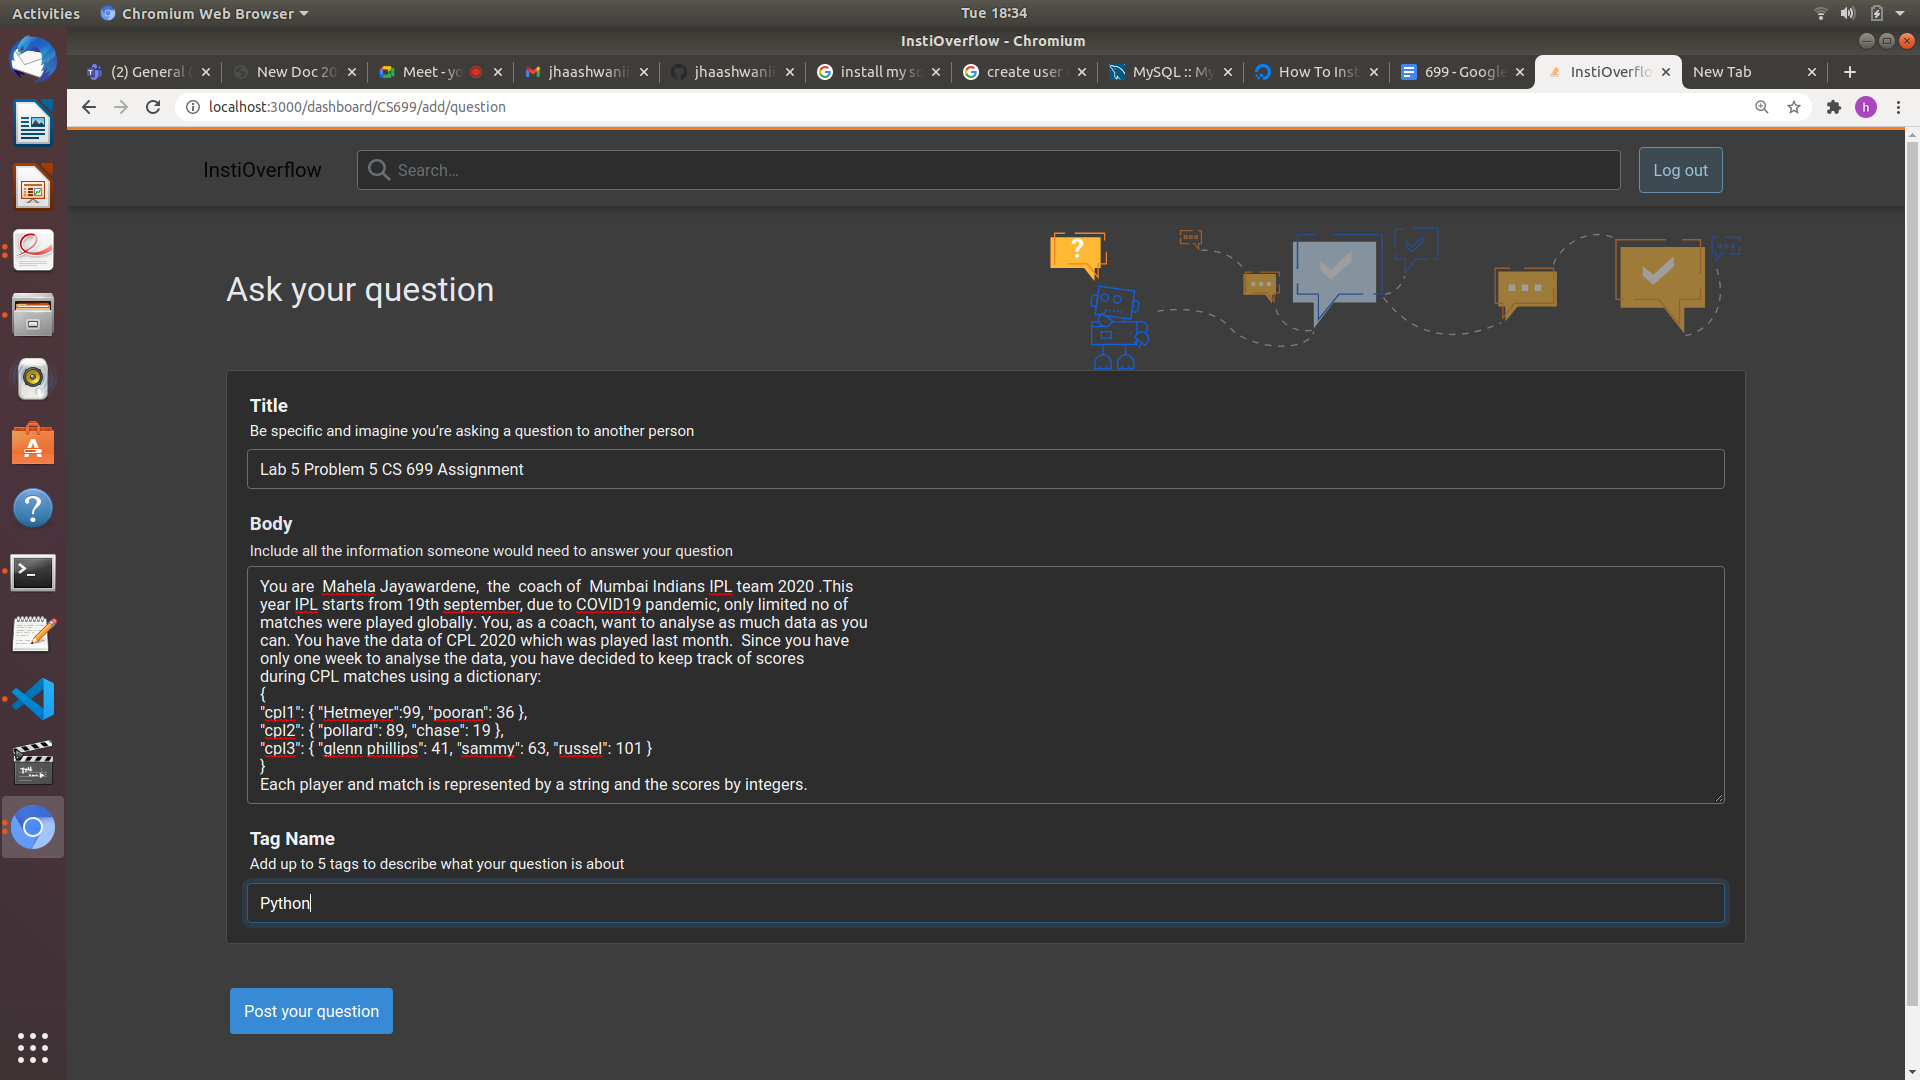 Activities
Chromium Web Browser
Tue 18:34
InstiOverflow - Chromium
(2) General
New Doc 20
Meet - yo
jhaashwanii
jhaashwanii
install my s
create user
MySQL :: My
How To Inst
699 - Google
InstiOverflo
New Tab
localhost:3000/dashboard/CS699/add/question
h
InstiOverflow
Search...
Log out
?
Ask your question
Title
Be specific and imagine you're asking a question to another person
Lab 5 Problem 5 CS 699 Assignment
Body
Include all the information someone would need to answer your question
You are  Mahela Jayawardene,  the  coach of  Mumbai Indians IPL team 2020 .This
year IPL starts from 19th september, due to COVID19 pandemic, only limited no of
matches were played globally. You, as a coach, want to analyse as much data as you
can. You have the data of CPL 2020 which was played last month.  Since you have
only one week to analyse the data, you have decided to keep track of scores
during CPL matches using a dictionary:
{
"cpl1": { "Hetmeyer":99, "pooran": 36 },
"cpl2": { "pollard": 89, "chase": 19 },
"cpl3": { "glenn phillips": 41, "sammy": 63, "russel": 101 }
}
Each player and match is represented by a string and the scores by integers.
Tag Name
Add up to 5 tags to describe what your question is about
Python
Post your question